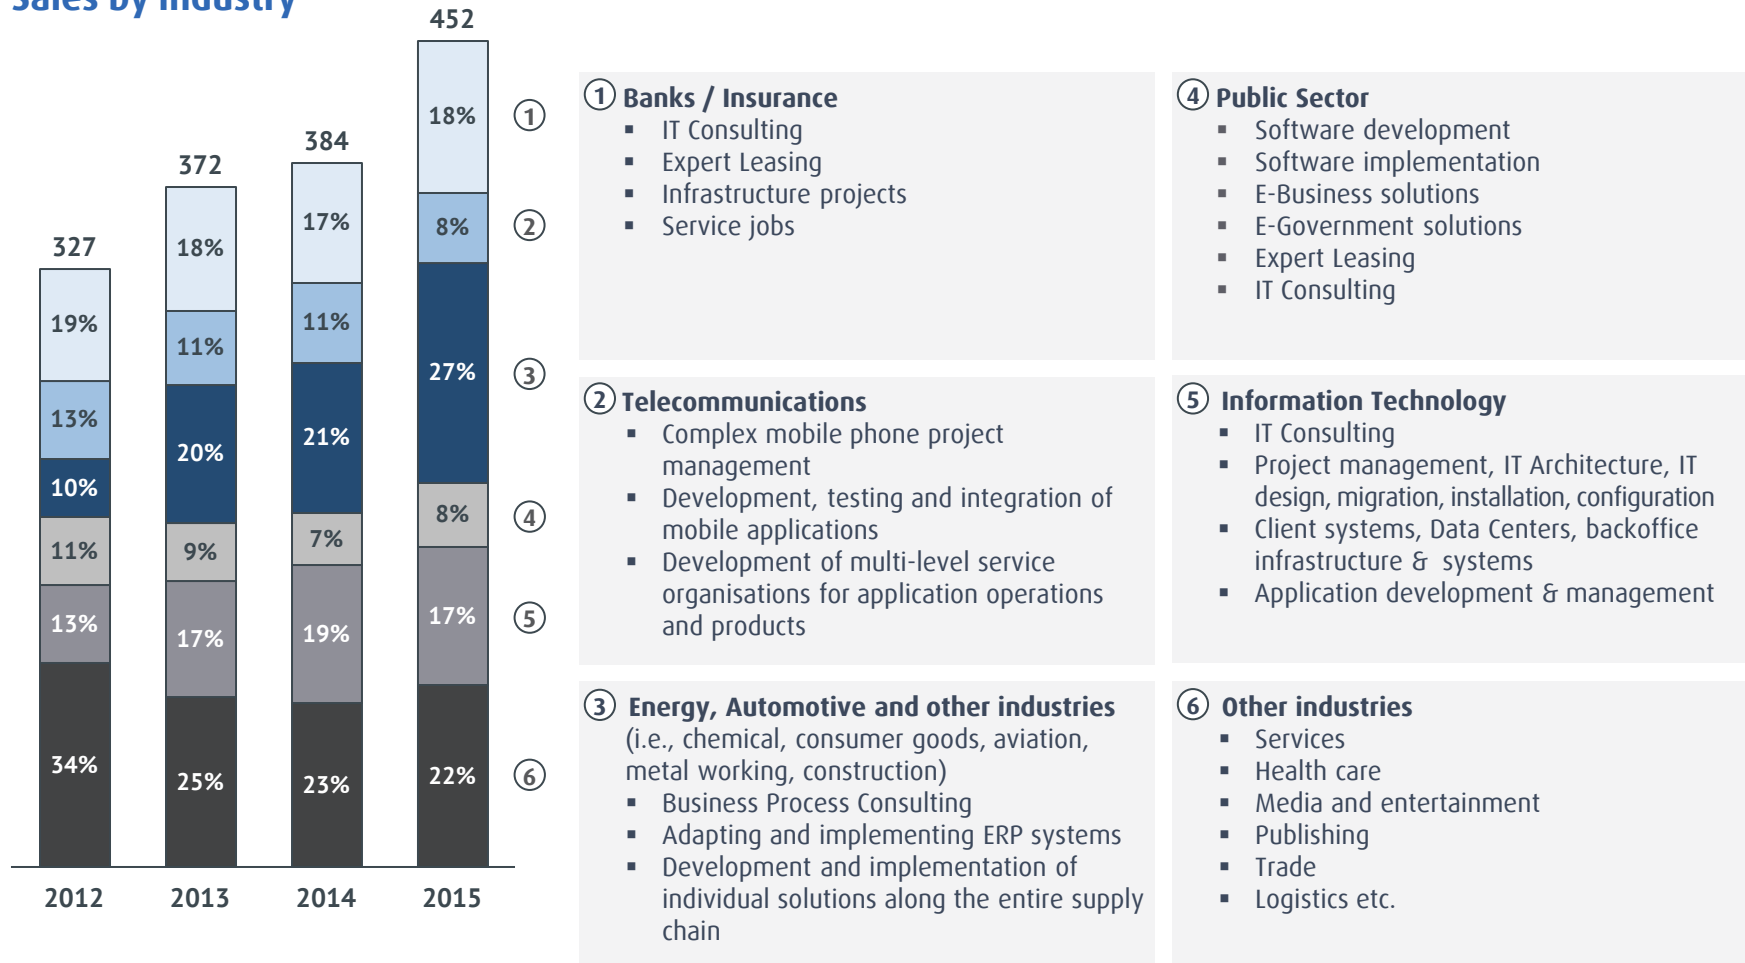 Sales by industry
452
384
372
327
18%
17%
18%
19%
8%
11%
11%
13%
27%
21%
20%
10%
8%
7%
9%
11%
17%
19%
17%
13%
22%
23%
25%
34%
2012 2013 2014 2015
1
2
3
4
5
6
1 Banks / Insurance
▪ IT Consulting
▪ Expert Leasing
▪ Infrastructure projects
▪ Service jobs
2 Telecommunications
▪ Complex mobile phone project
management
▪ Development, testing and integration of
mobile applications
▪ Development of multi-level service
organisations for application operations
and products
3 Energy, Automotive and other industries
(i.e., chemical, consumer goods, aviation,
metal working, construction)
▪ Business Process Consulting
▪ Adapting and implementing ERP systems
▪ Development and implementation of
individual solutions along the entire supply
chain
4 Public Sector
▪ Software development
▪ Software implementation
▪ E-Business solutions
▪ E-Government solutions
▪ Expert Leasing
▪ IT Consulting
5 Information Technology
▪ IT Consulting
▪ Project management, IT Architecture, IT
design, migration, installation, configuration
▪ Client systems, Data Centers, backoffice
infrastructure & systems
▪ Application development & management
6 Other industries
▪ Services
▪ Health care
▪ Media and entertainment
▪ Publishing
▪ Trade
▪ Logistics etc.